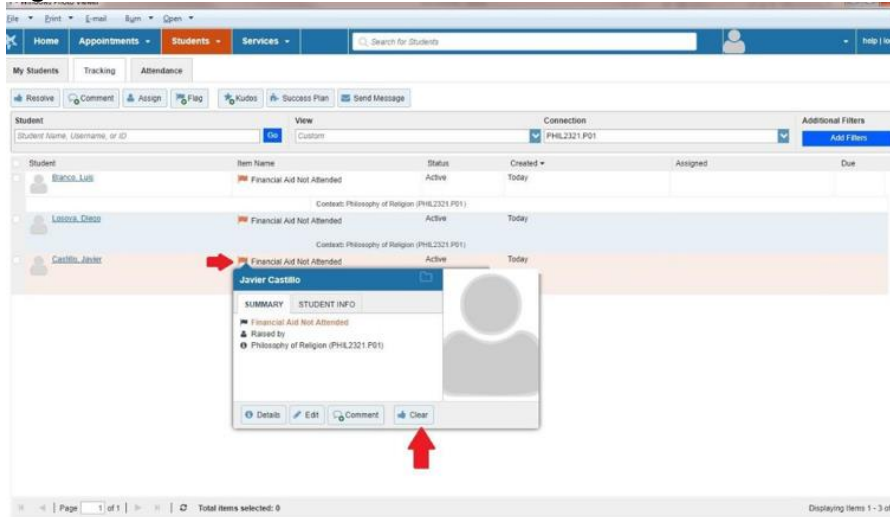 File Print E-mail Burn Open
Home Appointments Students Services Search for Students help
My Students Tracking Attendance
Resolve Comment Assign Flag Kudos Success Plan Send Message
Student View Connection Additional Filters
Student Name, Username, or ID Go Custom PHIL2321.P01 Add Filters
Student Item Name Status Created Assigned Due
Blanco, Luis Financial Aid Not Attended Active Today
Context: Philosophy of Religion (PHIL2321.P01)
Diego Financial Aid Not Attended Active Today
Context: Philosophy of Religion (PHIL2321.P01)
Castillo, Javier Financial Aid Not Attended Active Today
Javier Castillo
SUMMARY STUDENT INFO
Financial Aid Not Attended
Raised by
Philosophy of Religion (PHIL2321.P01)
Details Edit Comment Clear
Page 1 of 1 Total items selected: 0 Displaying Items 1 - 3 of